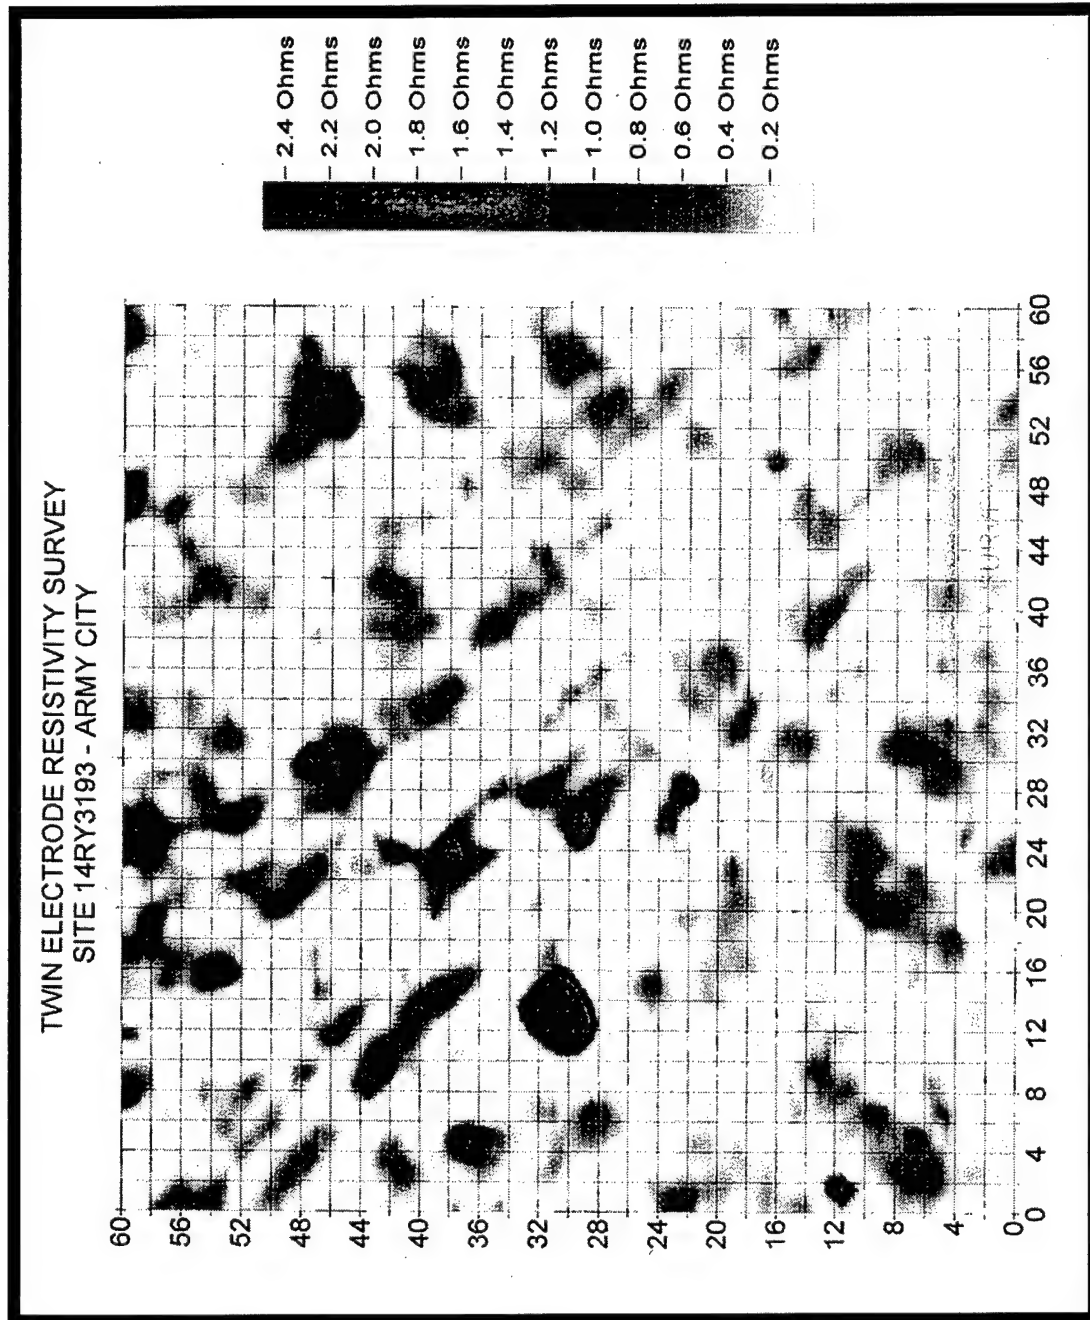 TWIN ELECTRODE RESISTIVITY SURVEY
SITE 14RY3193 - ARMY CITY
60
56
52
48
44
40
36
32
28
24
20
16
12
8
4
0
0
4
8
12
16
20
24
28
32
36
40
44
48
52
56
60
2.4 Ohms
2.2 Ohms
2.0 Ohms
1.8 Ohms
1.6 Ohms
1.4 Ohms
1.2 Ohms
1.0 Ohms
0.8 Ohms
0.6 Ohms
0.4 Ohms
0.2 Ohms